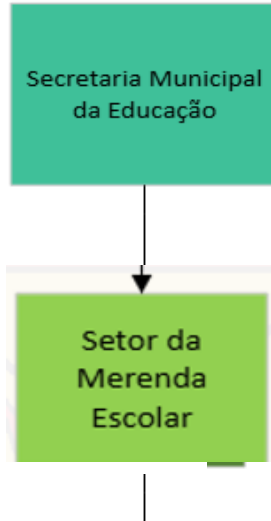 Secretaria Municipal
da Educação
Setor da
Merenda
Escolar